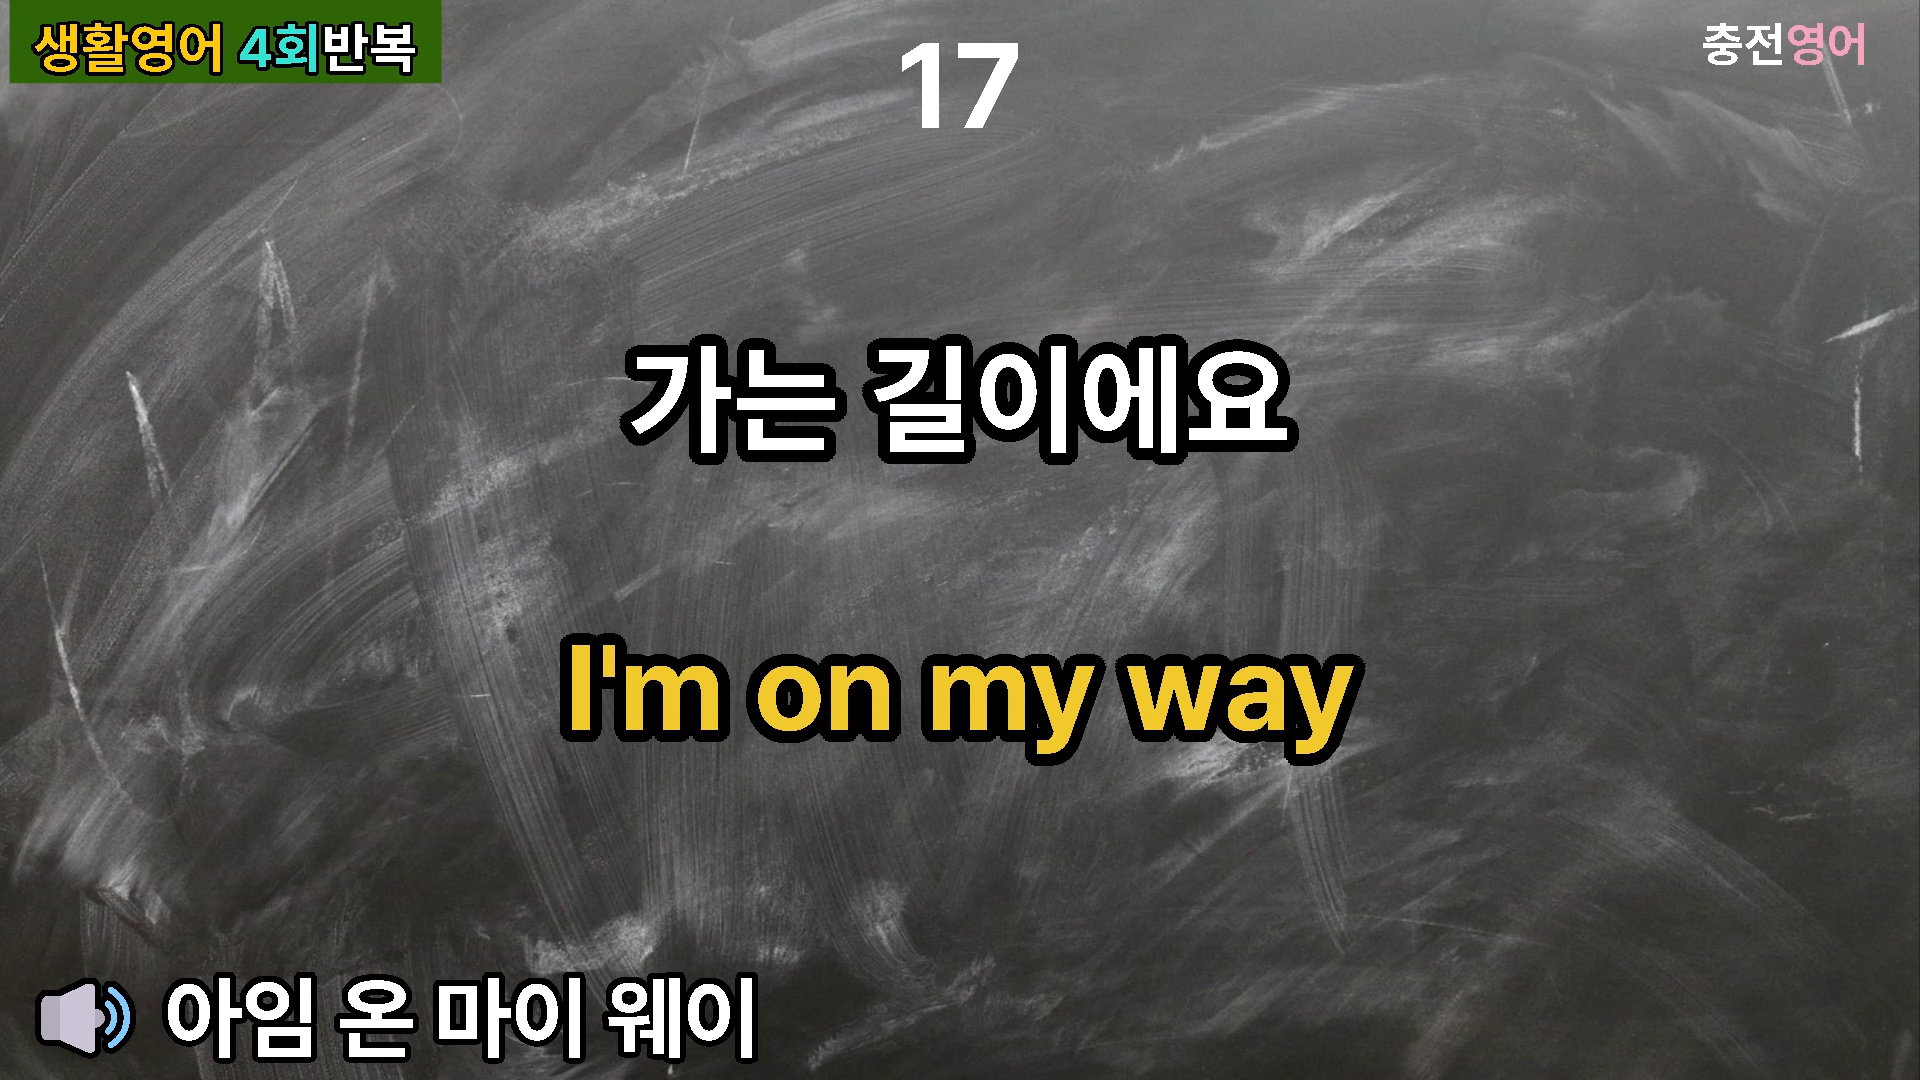 생활영어 4회반복
17
충전영어
가는 길이에요
I'm on my way
아임 온 마이 웨이